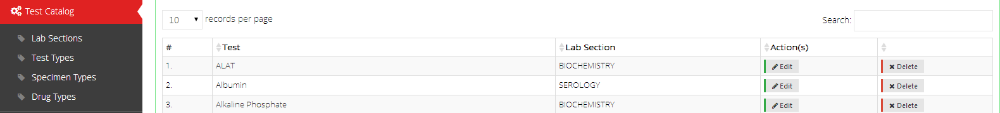 Test Catalog
Lab Sections
Test Types
Specimen Types
Drug Types
10 records per page
Search:
# Test Lab Section Action(s)
1. ALAT BIOCHEMISTRY Edit Delete
2. Albumin SEROLOGY Edit Delete
3. Alkaline Phosphate BIOCHEMISTRY Edit Delete